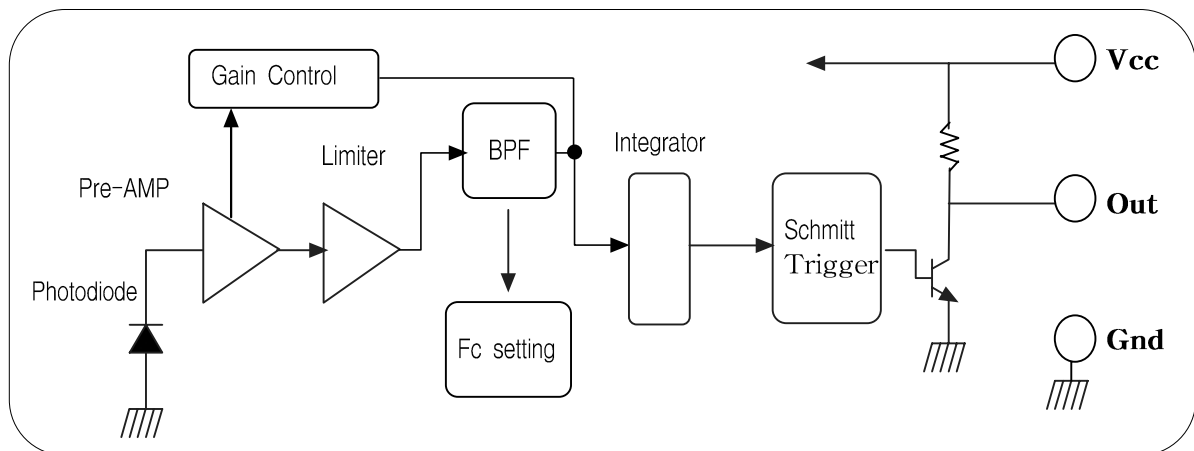 Gain Control
Vcc
Limiter
BPF
Integrator
Pre-AMP
Out
Schmitt
Trigger
Photodiode
Fc setting
Gnd